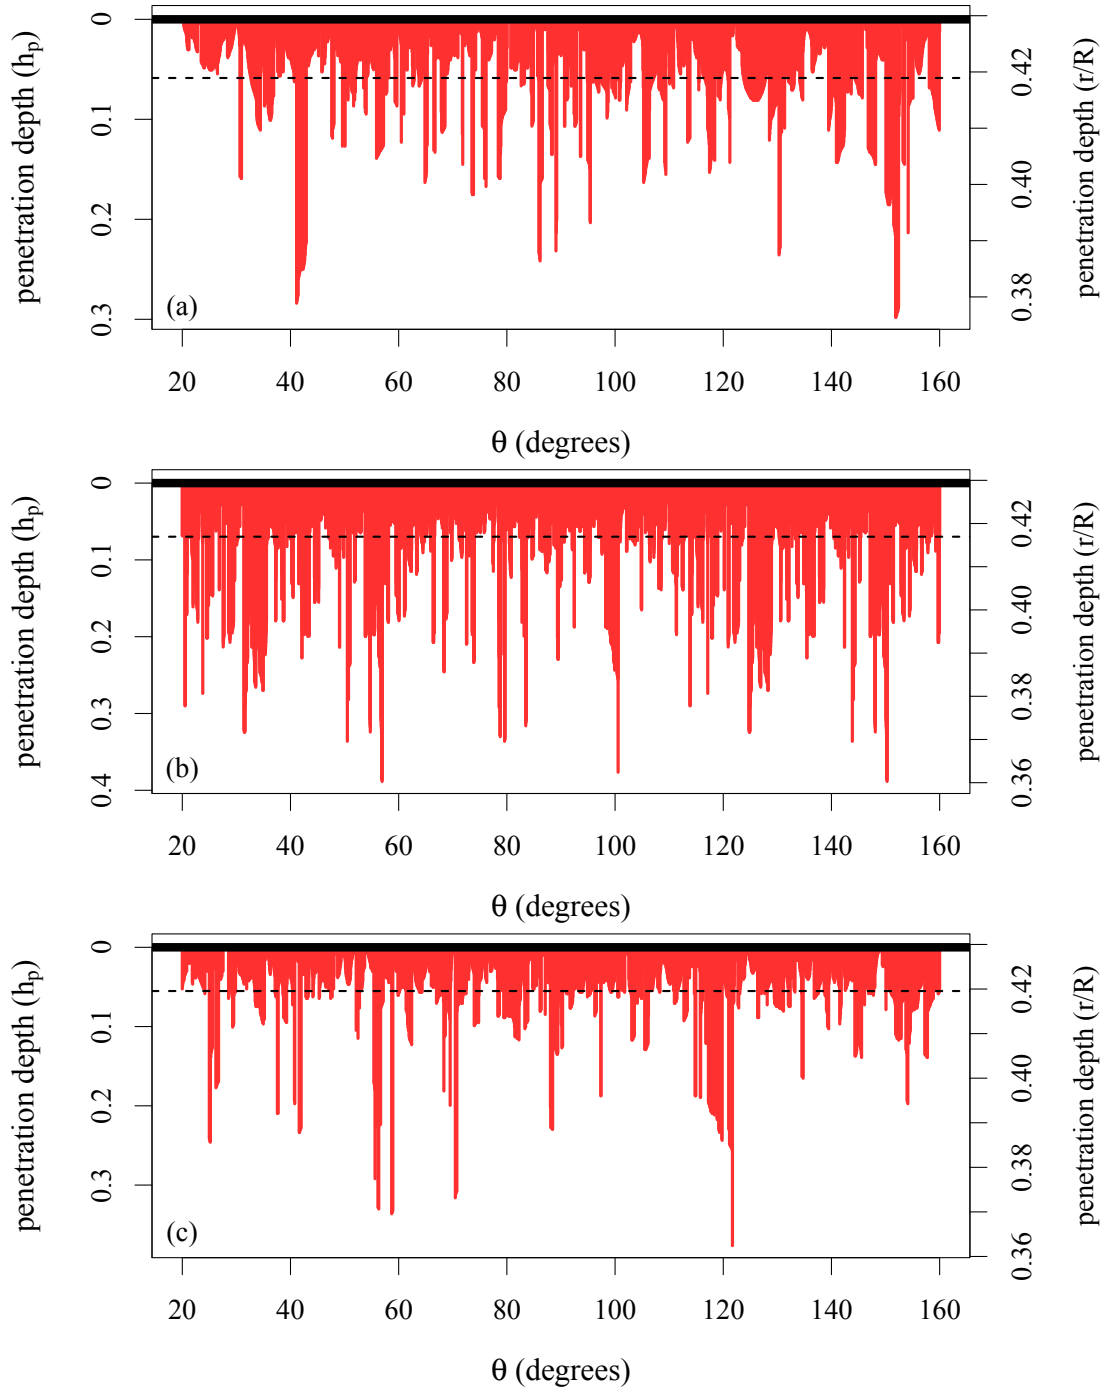 penetration depth (hp)
0
0.1
0.2
0.3
0.42
0.40
0.38
penetration depth (r/R)
(a)
20 40 60 80 100 120 140 160
θ (degrees)
penetration depth (hp)
0
0.1
0.2
0.3
0.4
0.42
0.40
0.38
0.36
penetration depth (r/R)
(b)
20 40 60 80 100 120 140 160
θ (degrees)
penetration depth (hp)
0
0.1
0.2
0.3
0.42
0.40
0.38
0.36
penetration depth (r/R)
(c)
20 40 60 80 100 120 140 160
θ (degrees)